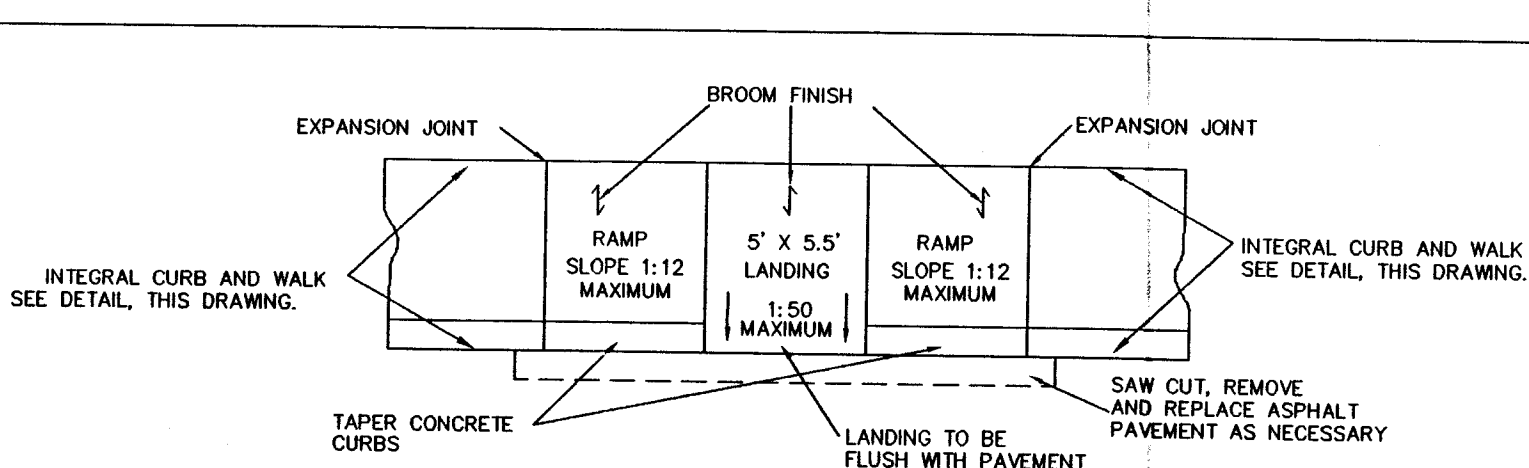 BROOM FINISH
EXPANSION JOINT
EXPANSION JOINT
RAMP
SLOPE 1:12
MAXIMUM
5' X 5.5'
LANDING
1:50
MAXIMUM
RAMP
SLOPE 1:12
MAXIMUM
INTEGRAL CURB AND WALK
SEE DETAIL, THIS DRAWING.
INTEGRAL CURB AND WALK
SEE DETAIL, THIS DRAWING.
TAPER CONCRETE
CURBS
LANDING TO BE
FLUSH WITH PAVEMENT
SAW CUT, REMOVE
AND REPLACE ASPHALT
PAVEMENT AS NECESSARY